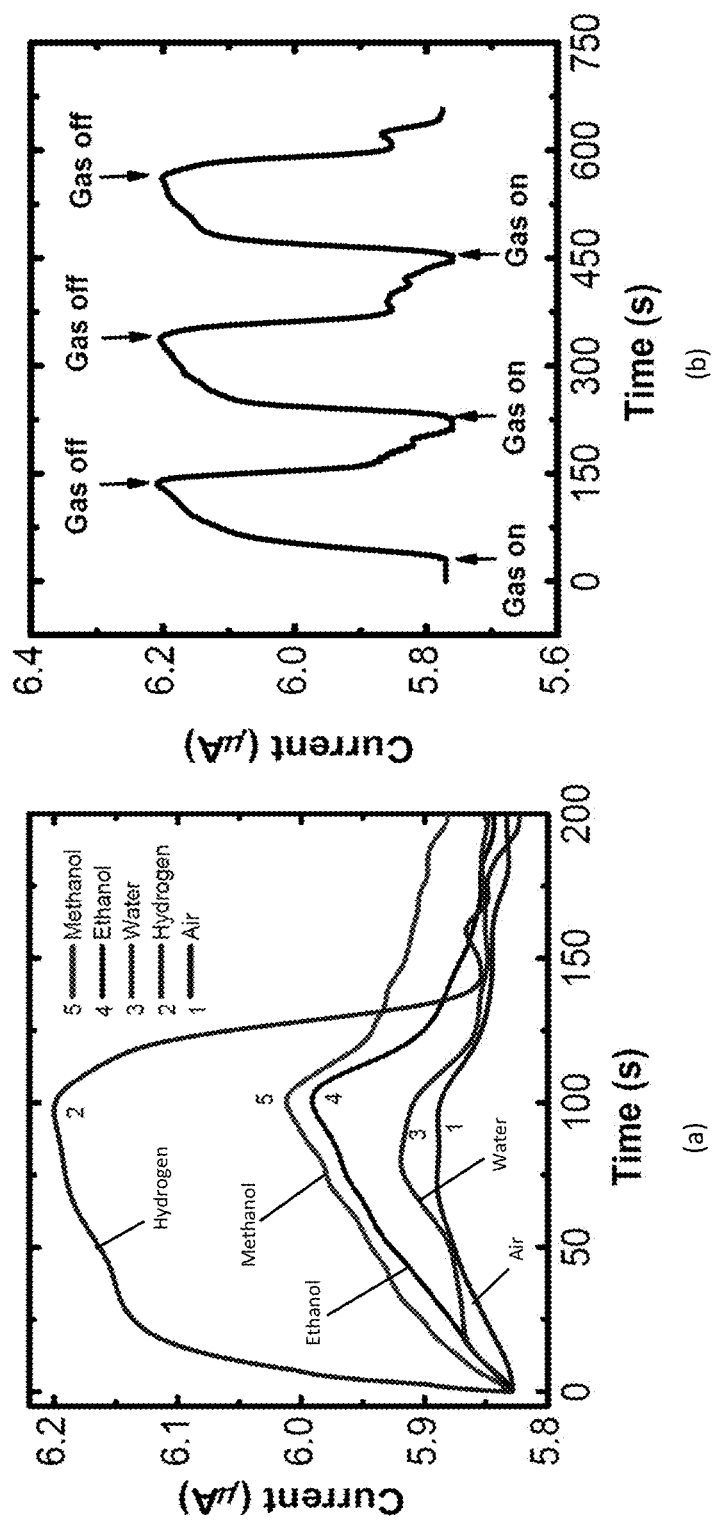 Current (μA)
6.2
6.1
6.0
5.9
5.8
0
50
100
150
200
Time (s)
5 Methanol
4 Ethanol
3 Water
2 Hydrogen
1 Air
2
5
4
3
1
Hydrogen
Methanol
Ethanol
Water
Air
(a)
Current (μA)
6.4
6.2
6.0
5.8
5.6
0
150
300
450
600
750
Time (s)
Gas off
Gas off
Gas off
Gas on
Gas on
Gas on
(b)